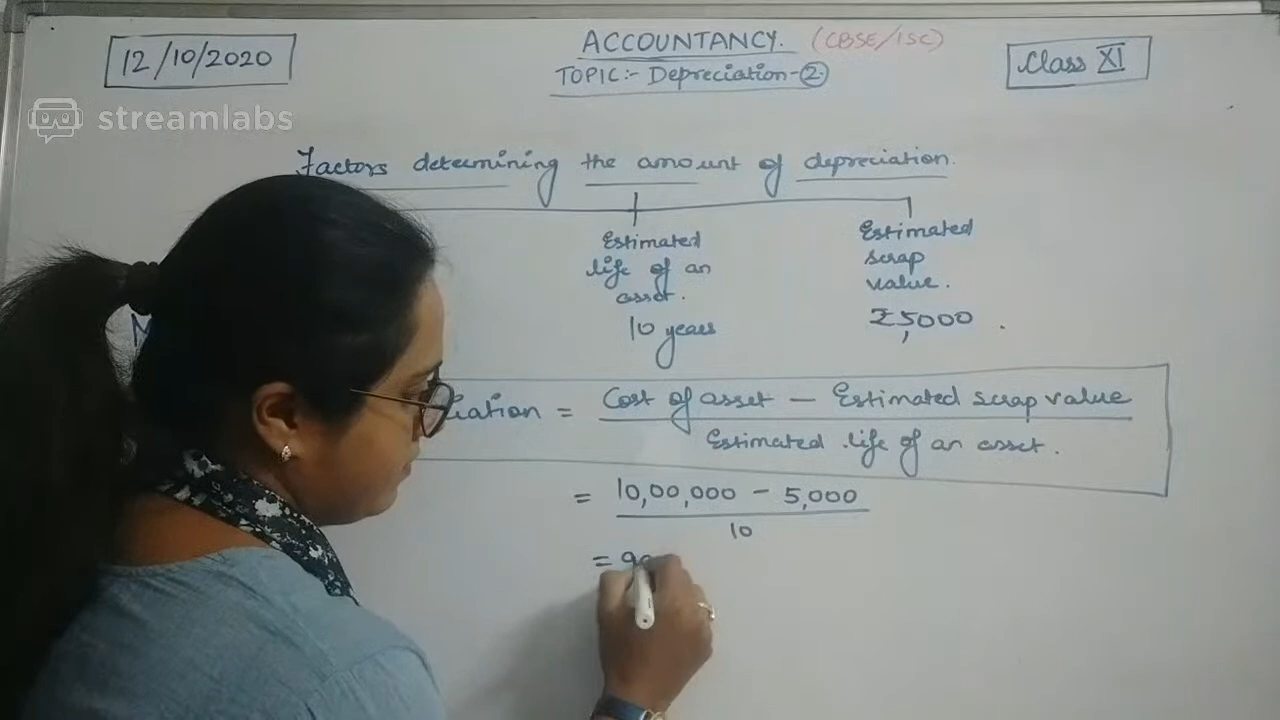 12/10/2020
ACCOUNTANCY. (CBSE/ISC)
TOPIC:- Depreciation-②
Class XI
streamlabs
Factors determining the amount of depreciation.
Estimated
life of an
asset.
10 years
Estimated
scrap
value.
₹5,000
ciation = Cost of asset - Estimated scrap value
Estimated life of an asset.
= 10,00,000 - 5,000
10
= 99